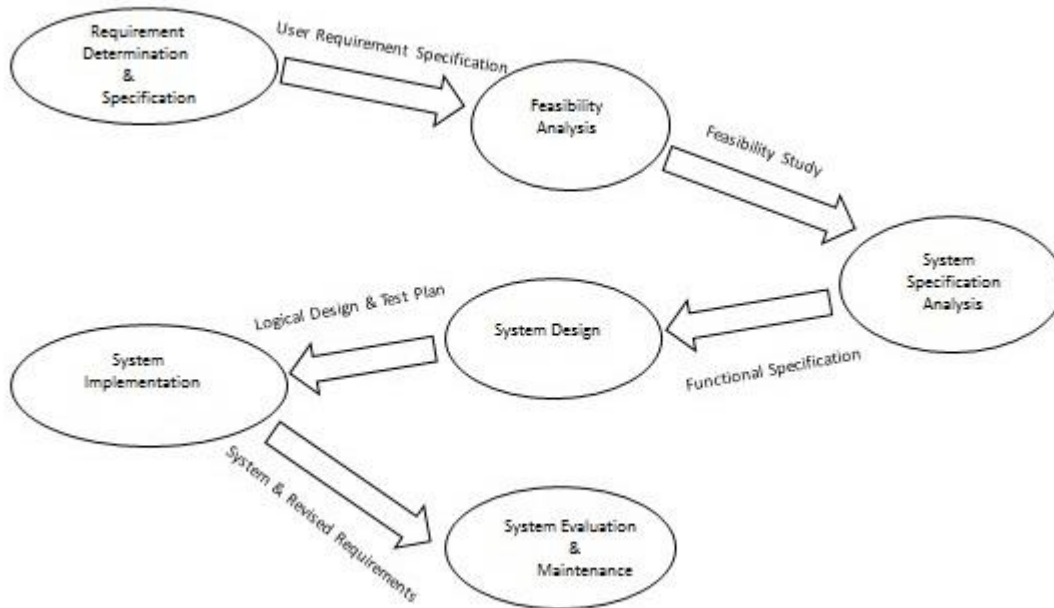 Requirement
Determination
&
Specification
User Requirement Specification
Feasibility
Analysis
Feasibility Study
System
Specification
Analysis
Functional Specification
System Design
Logical Design & Test Plan
System
Implementation
System & Revised Requirements
System Evaluation
&
Maintenance